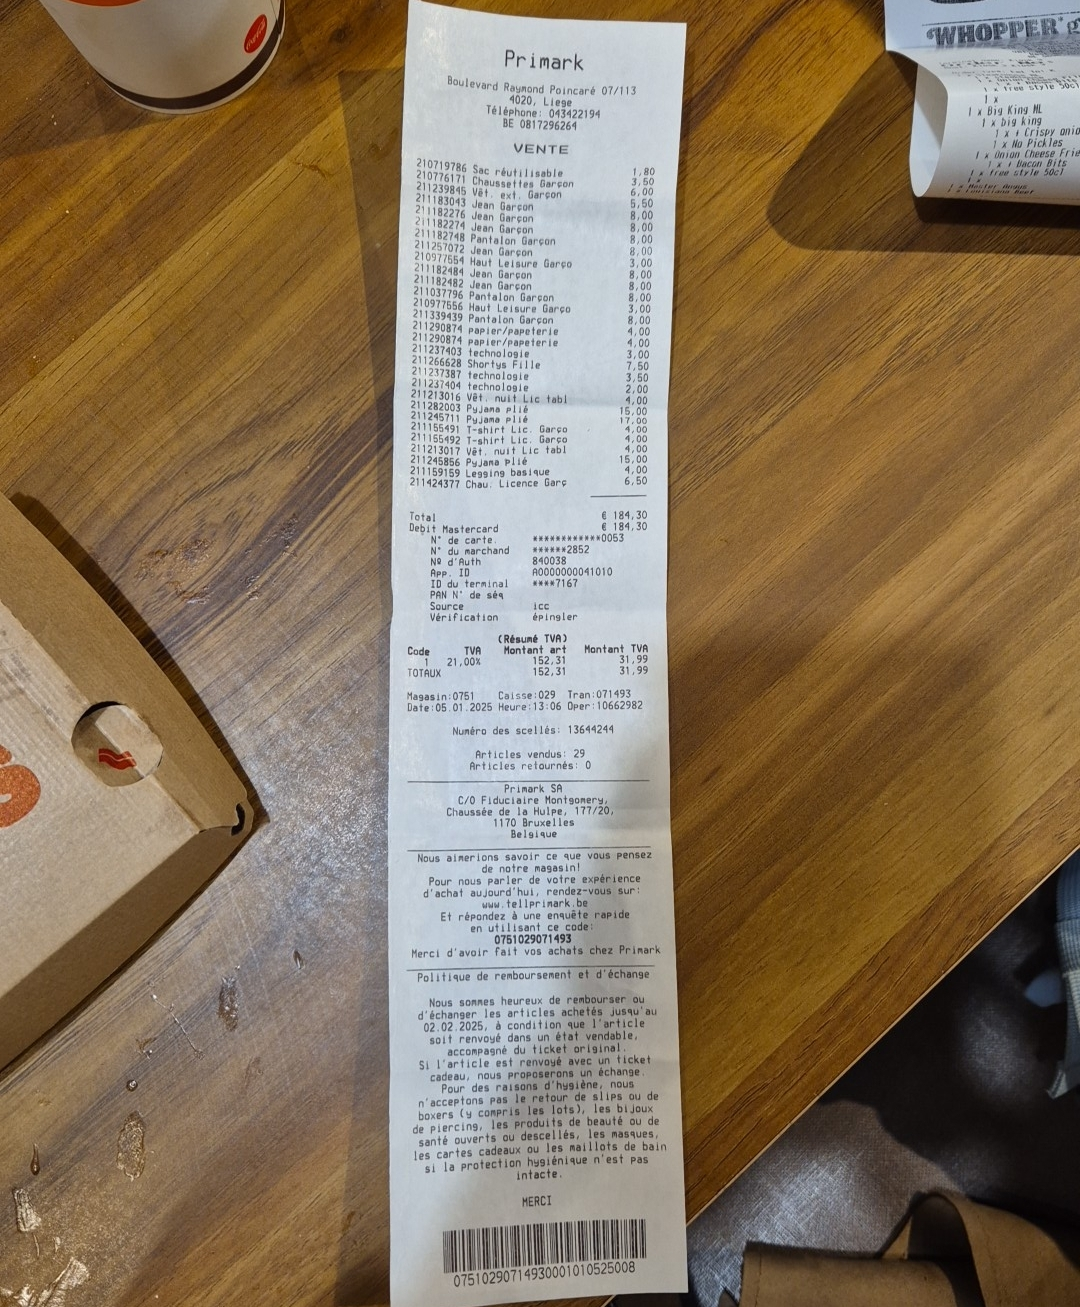 Primark
Boulevard Raymond Poincaré 07/113
4020, Liege
Téléphone: 043422194
BE 0817296264
VENTE
210719786 Sac réutilisable 1,80
210776171 Chaussettes Garçon 3,50
211239845 Vêt. ext. Garçon 6,00
211183043 Jean Garçon 5,50
211182276 Jean Garçon 8,00
211182274 Jean Garçon 8,00
211182748 Pantalon Garçon 8,00
211257072 Jean Garçon 8,00
210977554 Haut Leisure Garço 3,00
211182484 Jean Garçon 8,00
211182482 Jean Garçon 8,00
211037796 Pantalon Garçon 8,00
210977556 Haut Leisure Garço 3,00
211339439 Pantalon Garçon 8,00
211290874 papier/papeterie 4,00
211290874 papier/papeterie 4,00
211237403 technologie 3,00
211266628 Shortys Fille 7,50
211237387 technologie 3,50
211237404 technologie 2,00
211213016 Vêt. nuit Lic tabl 4,00
211282003 Pyjama plié 15,00
211245711 Pyjama plié 17,00
211155491 T-shirt Lic. Garço 4,00
211155492 T-shirt Lic. Garço 4,00
211213017 Vêt. nuit Lic tabl 4,00
211245856 Pyjama plié 15,00
211159159 Legging basique 4,00
211424377 Chau. Licence Garç 6,50
Total € 184,30
Debit Mastercard € 184,30
N° de carte. ************0053
N° du marchand ******2852
Nº d'Auth 840038
App. ID A0000000041010
ID du terminal ****7167
PAN N° de séq
Source icc
Vérification épingler
(Résumé TVA)
Code TVA Montant art Montant TVA
1 21,00% 152,31 31,99
TOTAUX 152,31 31,99
Magasin:0751 Caisse:029 Tran:071493
Date:05.01.2025 Heure:13:06 Oper:10662982
Numéro des scellés: 13644244
Articles vendus: 29
Articles retournés: 0
Primark SA
C/O Fiduciaire Montgomery,
Chaussée de la Hulpe, 177/20,
1170 Bruxelles
Belgique
Nous aimerions savoir ce que vous pensez
de notre magasin!
Pour nous parler de votre expérience
d'achat aujourd'hui, rendez-vous sur:
www.tellprimark.be
Et répondez à une enquête rapide
en utilisant ce code:
0751029071493
Merci d'avoir fait vos achats chez Primark
Politique de remboursement et d'échange
Nous sommes heureux de rembourser ou
d'échanger les articles achetés jusqu'au
02.02.2025, à condition que l'article
soit renvoyé dans un état vendable,
accompagné du ticket original.
Si l'article est renvoyé avec un ticket
cadeau, nous proposerons un échange.
Pour des raisons d'hygiène, nous
n'acceptons pas le retour de slips ou de
boxers (y compris les lots), les bijoux
de piercing, les produits de beauté ou de
santé ouverts ou descellés, les masques,
les cartes cadeaux ou les maillots de bain
si la protection hygiénique n'est pas
intacte.
MERCI
07510290714930001010525008
WHOPPER
1 x free style 50cl
1 x
1 x Big King NL
1 x big king
1 x + Crispy
1 x No Pickles
1 x Onion Cheese
1 x + Bacon Bits
1 x free style 50cl
1 x
Coca-Cola